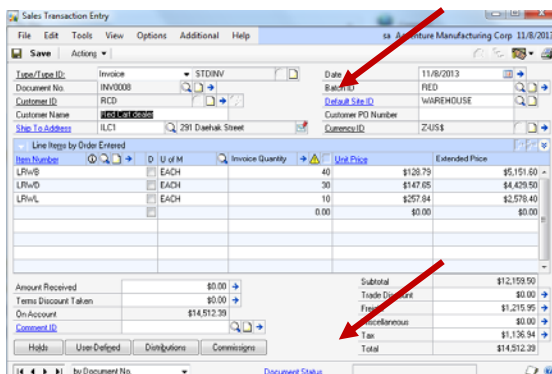 Sales Transaction Entry
File Edit Tools View Options Additional Help sa Manufacturing Corp 11/8/2013
Save Actions
Type/Type ID: Invoice STDINV Date 11/8/2013
Document No. INV0008 Batch ID RED
Customer ID RCD Default Site ID WAREHOUSE
Customer Name Red Cart dealer Customer PO Number
Ship To Address ILC1 291 Daehak Street Currency ID Z-US$
Line Items by Order Entered
Item Number D U of M Invoice Quantity Unit Price Extended Price
LRWB EACH 40 $128.79 $5,151.60
LRWD EACH 30 $147.65 $4,429.50
LRWL EACH 10 $257.84 $2,578.40
0.00 $0.00 $0.00
Subtotal $12,159.50
Amount Received $0.00 Trade Discount $0.00
Terms Discount Taken $0.00 Freight $1,215.95
On Account $14,512.39 Miscellaneous $0.00
Comment ID Tax $1,136.94
Holds User-Defined Distributions Commissions Total $14,512.39
by Document No. Document Status